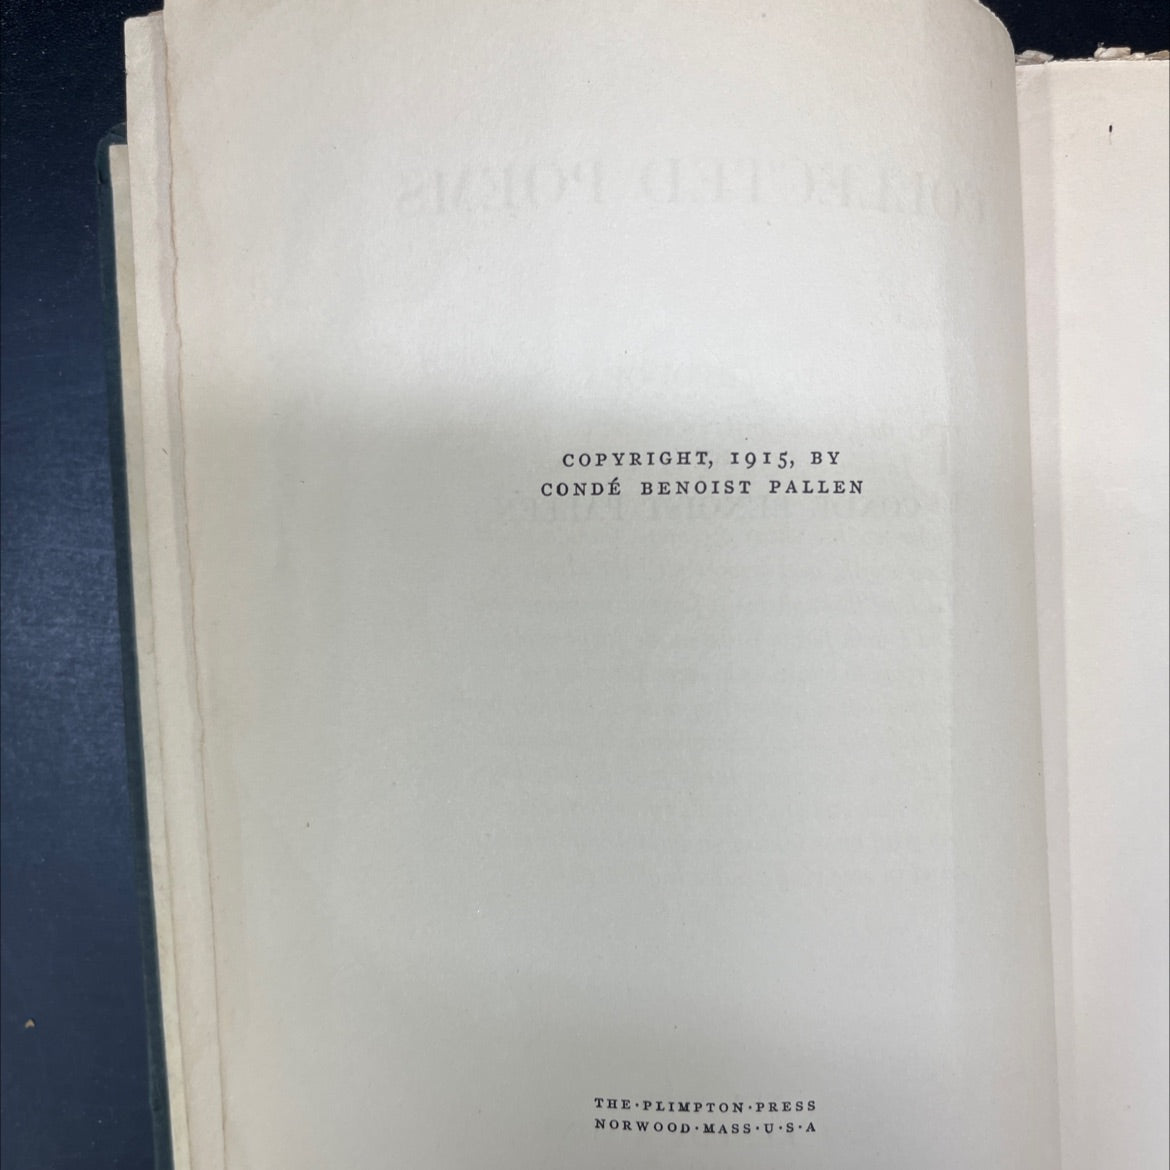 COPYRIGHT, 1915, BY
CONDÉ BENOIST PALLEN
THE·PLIMPTON·PRESS
NORWOOD·MASS·U·S·A